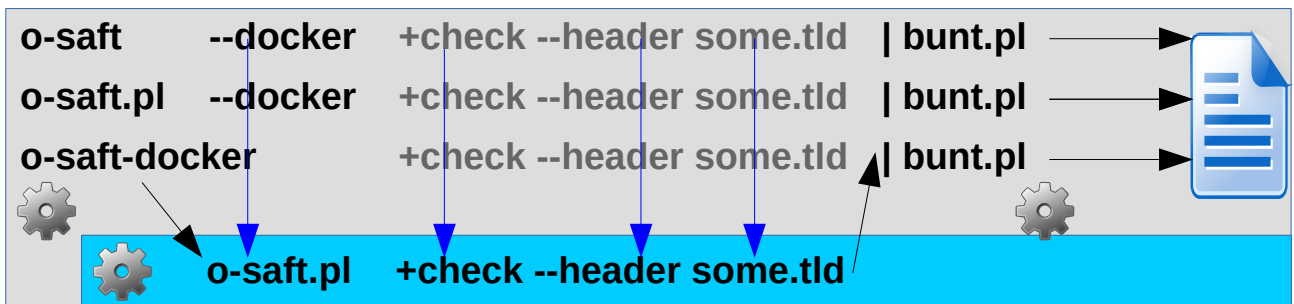 o-saft --docker +check --header some.tld | bunt.pl
o-saft.pl --docker +check --header some.tld | bunt.pl
o-saft-docker +check --header some.tld | bunt.pl
o-saft.pl +check --header some.tld